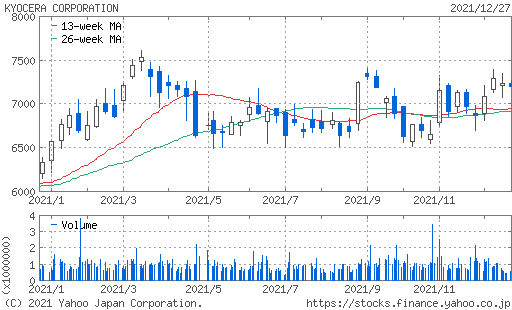 KYOCERA CORPORATION 2021/12/27
8000
13-week MA
26-week MA
7500
7000
6500
6000
2021/1 2021/3 2021/5 2021/7 2021/9 2021/11
4
Volume
3
2
1
0
(x1000000)
2021/1 2021/3 2021/5 2021/7 2021/9 2021/11
(C) 2021 Yahoo Japan Corporation. https://stocks.finance.yahoo.co.jp/